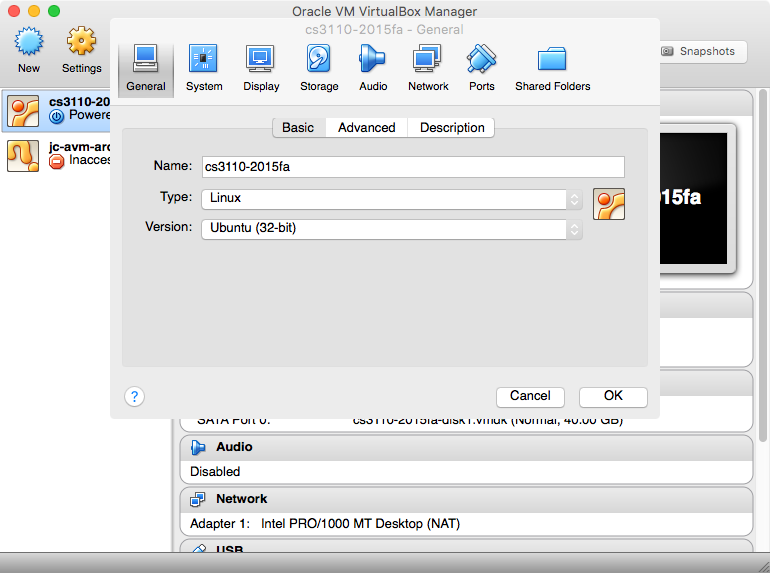 Oracle VM VirtualBox Manager
cs3110-2015fa - General
New
Settings
General
System
Display
Storage
Audio
Network
Ports
Shared Folders
Snapshots
cs3110-20
Powere
jc-avm-arc
Inacces
Basic
Advanced
Description
Name: cs3110-2015fa
Type: Linux
Version: Ubuntu (32-bit)
015fa
?
Cancel
OK
SATA Port 0: cs3110-2015fa-disk1.vmdk (Normal, 40.00 GB)
Audio
Disabled
Network
Adapter 1: Intel PRO/1000 MT Desktop (NAT)
USB